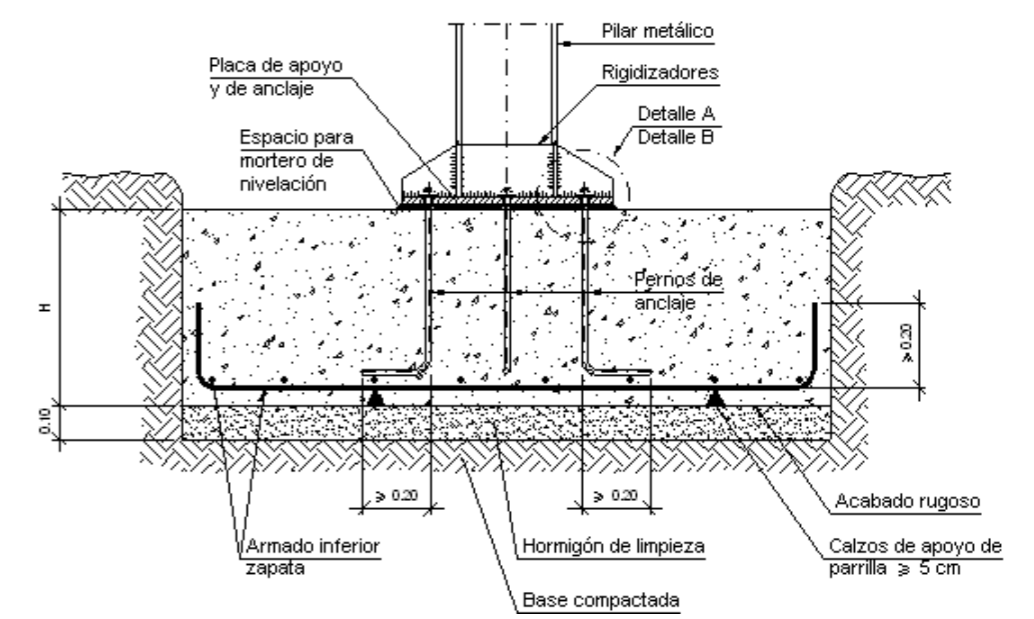 Pilar metálico
Placa de apoyo
y de anclaje
Rigidizadores
Detalle A
Detalle B
Espacio para
mortero de
nivelación
Pernos de
anclaje
H
≥ 0.20
0.10
≥ 0.20
≥ 0.20
Acabado rugoso
Armado inferior
zapata
Hormigón de limpieza
Calzos de apoyo de
parrilla ≥ 5 cm
Base compactada